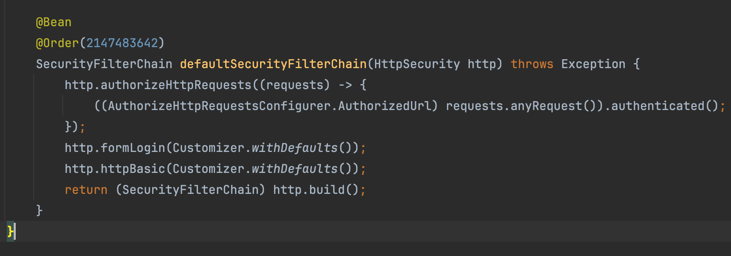 @Bean
@Order(2147483642)
SecurityFilterChain defaultSecurityFilterChain(HttpSecurity http) throws Exception {
http.authorizeHttpRequests((requests) -> {
((AuthorizeHttpRequestsConfigurer.AuthorizedUrl) requests.anyRequest()).authenticated();
});
http.formLogin(Customizer.withDefaults());
http.httpBasic(Customizer.withDefaults());
return (SecurityFilterChain) http.build();
}
}